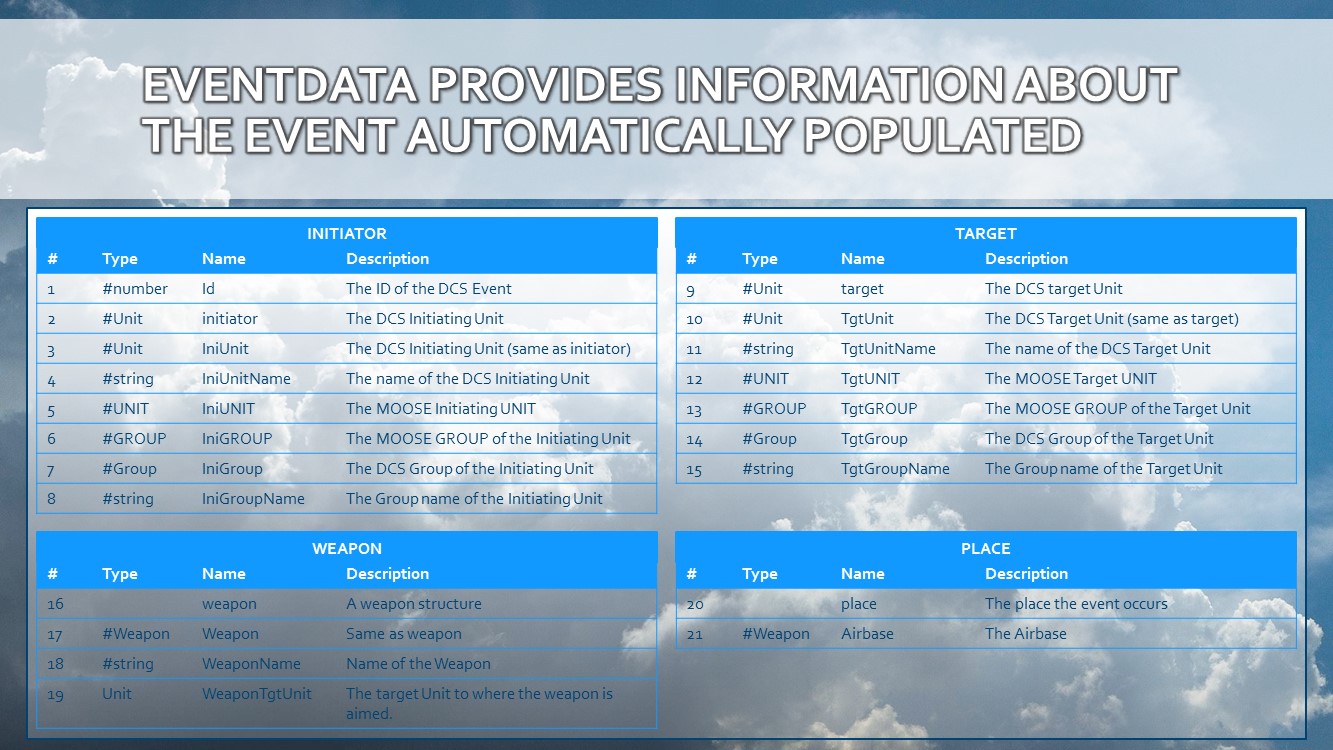 EVENTDATA PROVIDES INFORMATION ABOUT
THE EVENT AUTOMATICALLY POPULATED
INITIATOR
# Type Name Description
1 #number Id The ID of the DCS Event
2 #Unit initiator The DCS Initiating Unit
3 #Unit IniUnit The DCS Initiating Unit (same as initiator)
4 #string IniUnitName The name of the DCS Initiating Unit
5 #UNIT IniUNIT The MOOSE Initiating UNIT
6 #GROUP IniGROUP The MOOSE GROUP of the Initiating Unit
7 #Group IniGroup The DCS Group of the Initiating Unit
8 #string IniGroupName The Group name of the Initiating Unit
TARGET
# Type Name Description
9 #Unit target The DCS target Unit
10 #Unit TgtUnit The DCS Target Unit (same as target)
11 #string TgtUnitName The name of the DCS Target Unit
12 #UNIT TgtUNIT The MOOSE Target UNIT
13 #GROUP TgtGROUP The MOOSE GROUP of the Target Unit
14 #Group TgtGroup The DCS Group of the Target Unit
15 #string TgtGroupName The Group name of the Target Unit
WEAPON
# Type Name Description
16 weapon A weapon structure
17 #Weapon Weapon Same as weapon
18 #string WeaponName Name of the Weapon
19 Unit WeaponTgtUnit The target Unit to where the weapon is
aimed.
PLACE
# Type Name Description
20 place The place the event occurs
21 #Weapon Airbase The Airbase